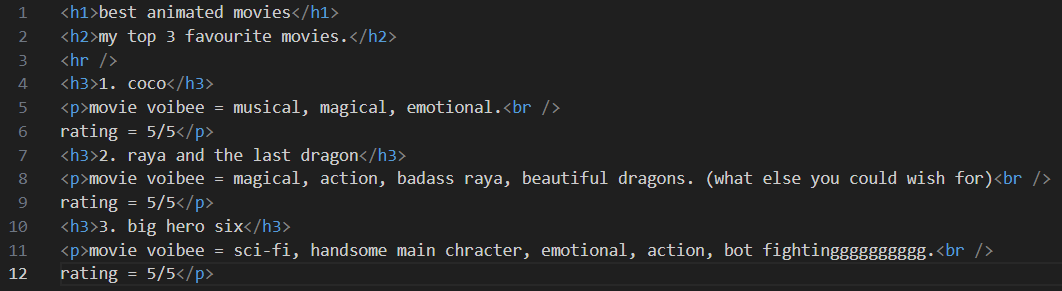 1 <h1>best animated movies</h1>
2 <h2>my top 3 favourite movies.</h2>
3 <hr />
4 <h3>1. coco</h3>
5 <p>movie voibee = musical, magical, emotional.<br />
6 rating = 5/5</p>
7 <h3>2. raya and the last dragon</h3>
8 <p>movie voibee = magical, action, badass raya, beautiful dragons. (what else you could wish for)<br />
9 rating = 5/5</p>
10 <h3>3. big hero six</h3>
11 <p>movie voibee = sci-fi, handsome main chracter, emotional, action, bot fightinggggggggggg.<br />
12 rating = 5/5</p>